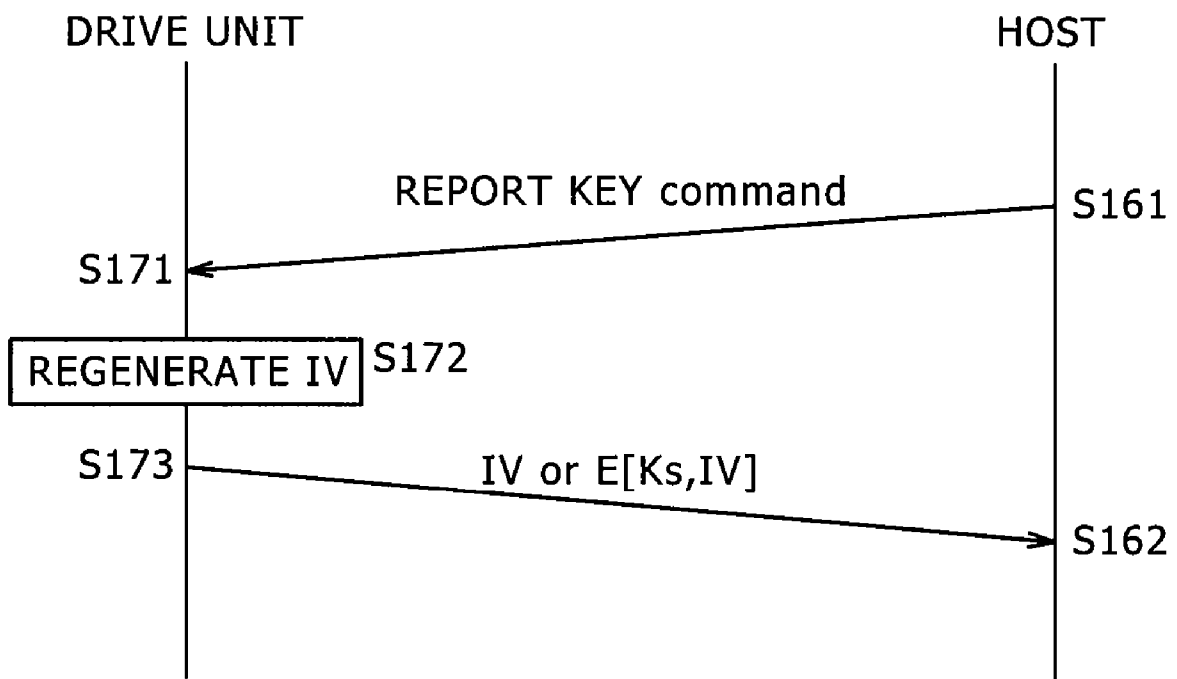 DRIVE UNIT
HOST
REPORT KEY command
S161
S171
REGENERATE IV
S172
S173
IV or E[Ks,IV]
S162